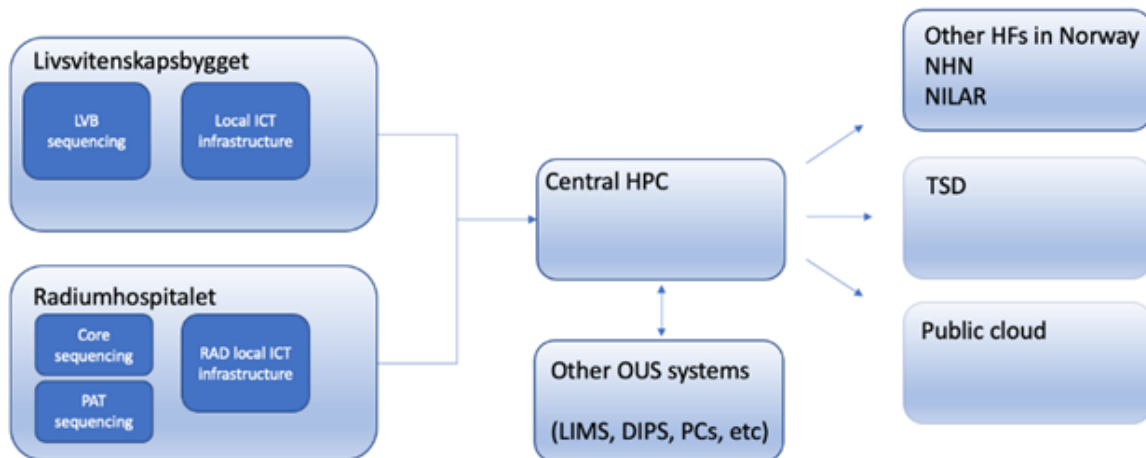 Livsvitenskapsbygget
LVB
sequencing
Local ICT
infrastructure
Radiumhospitalet
Core
sequencing
PAT
sequencing
RAD local ICT
infrastructure
Central HPC
Other OUS systems
(LIMS, DIPS, PCs, etc)
Other HFs in Norway
NHN
NILAR
TSD
Public cloud